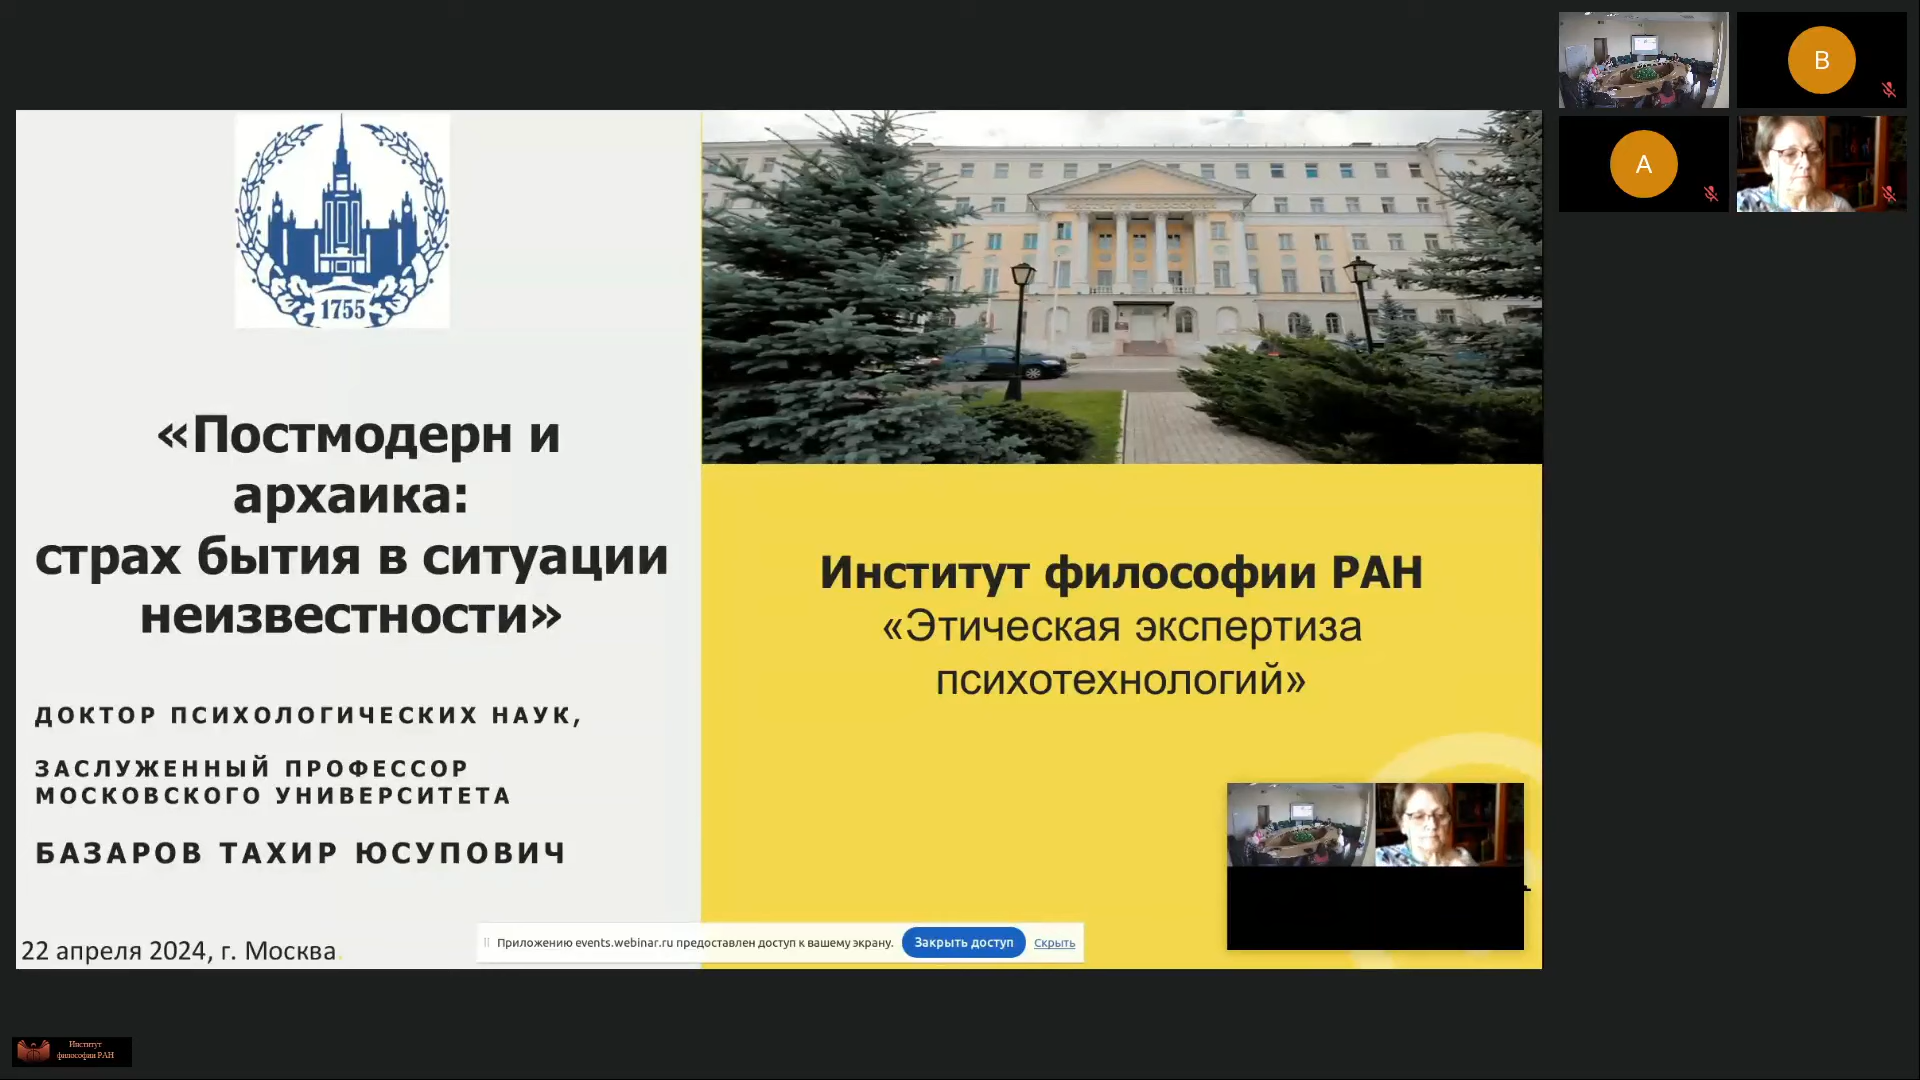 1755
«Постмодерн и
архаика:
страх бытия в ситуации
неизвестности»
ДОКТОР ПСИХОЛОГИЧЕСКИХ НАУК,
ЗАСЛУЖЕННЫЙ ПРОФЕССОР
МОСКОВСКОГО УНИВЕРСИТЕТА
БАЗАРОВ ТАХИР ЮСУПОВИЧ
22 апреля 2024, г. Москва.
Институт философии РАН
«Этическая экспертиза
психотехнологий»
Приложению events.webinar.ru предоставлен доступ к вашему экрану.
Закрыть доступ
Скрыть
B
A
Институт
философии РАН